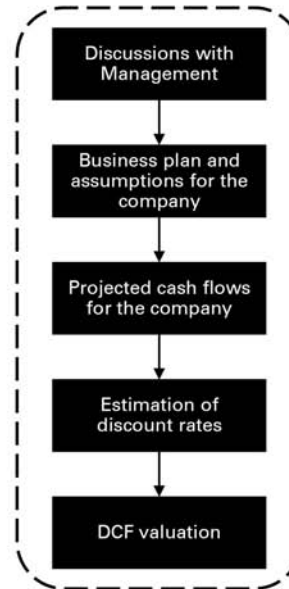 Discussions with
Management
Business plan and
assumptions for the
company
Projected cash flows
for the company
Estimation of
discount rates
DCF valuation